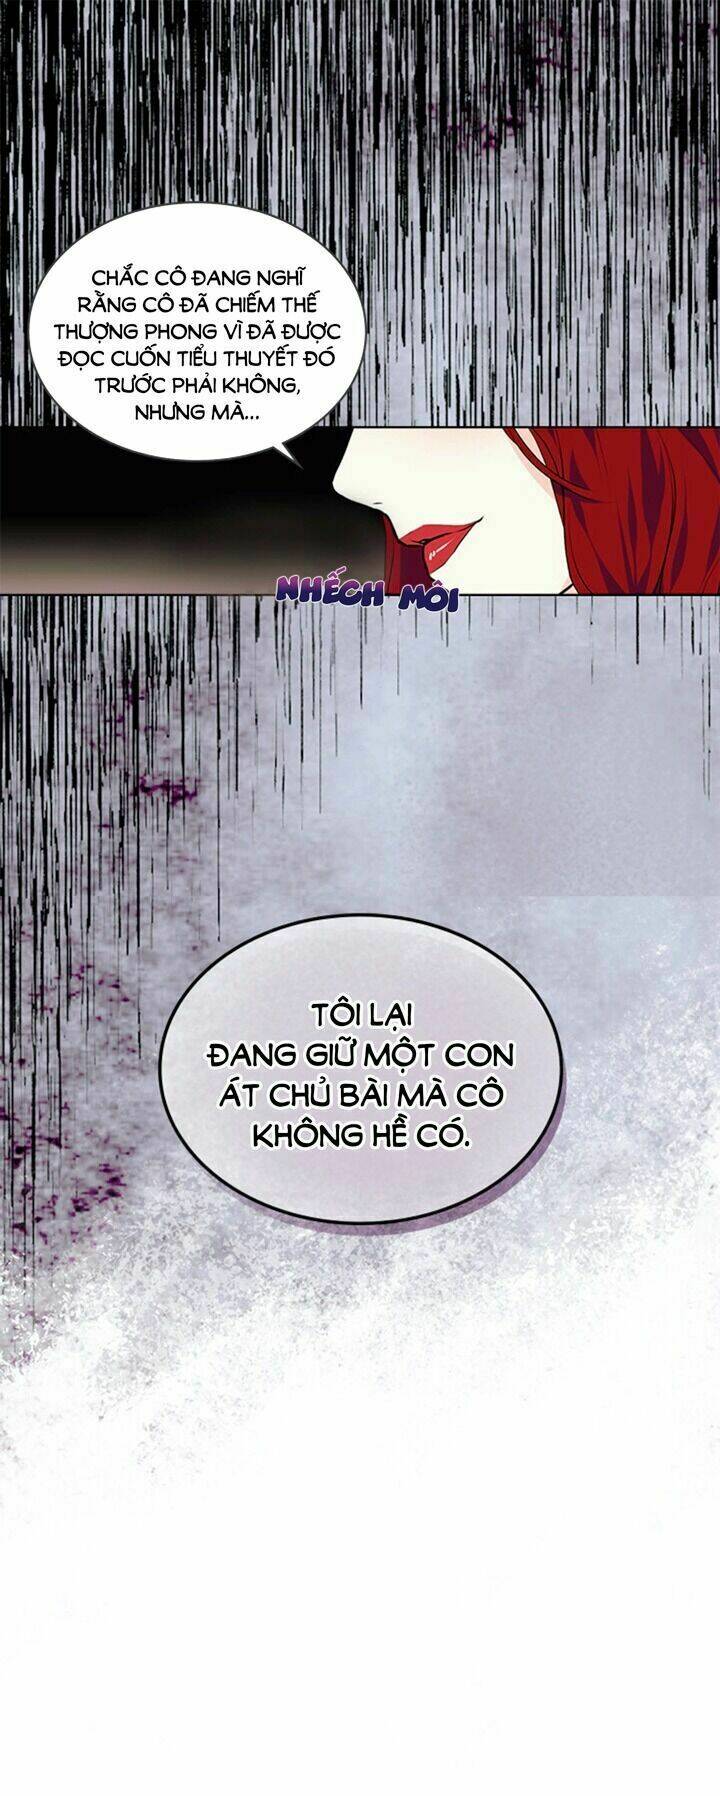 CHẮC CÔ ĐANG NGHĨ
RẰNG CÔ ĐÃ CHIẾM THẾ
THƯỢNG PHONG VÌ ĐÃ ĐƯỢC
ĐỌC CUỐN TIỂU THUYẾT ĐÓ
TRƯỚC PHẢI KHÔNG,
NHƯNG MÀ...
NHẾCH MÔI
TÔI LẠI
ĐANG GIỮ MỘT CON
ÁT CHỦ BÀI MÀ CÔ
KHÔNG HỀ CÓ.